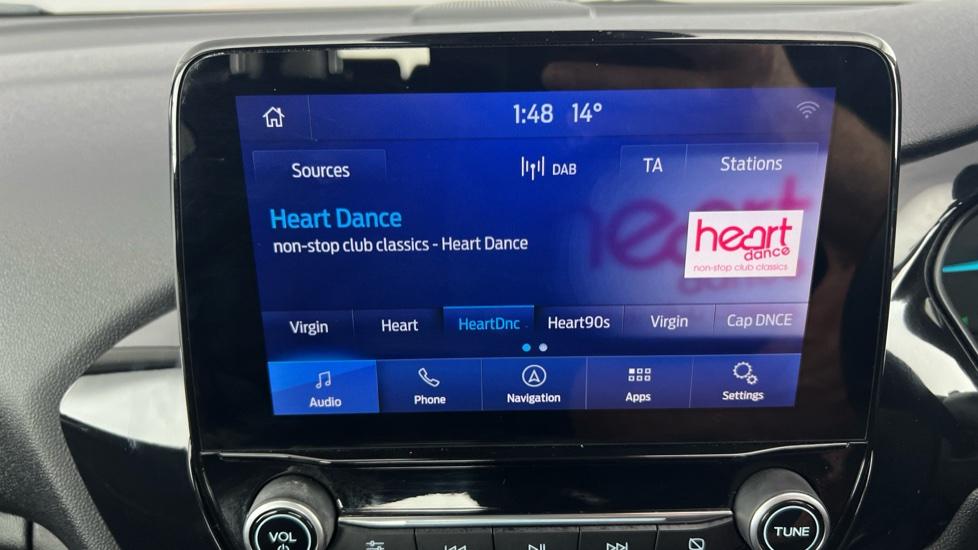 1:48 14°
Sources DAB TA Stations
Heart Dance
non-stop club classics - Heart Dance
heart
dance
non-stop club classics
Virgin Heart HeartDnc Heart90s Virgin Cap DNCE
Audio Phone Navigation Apps Settings
VOL TUNE